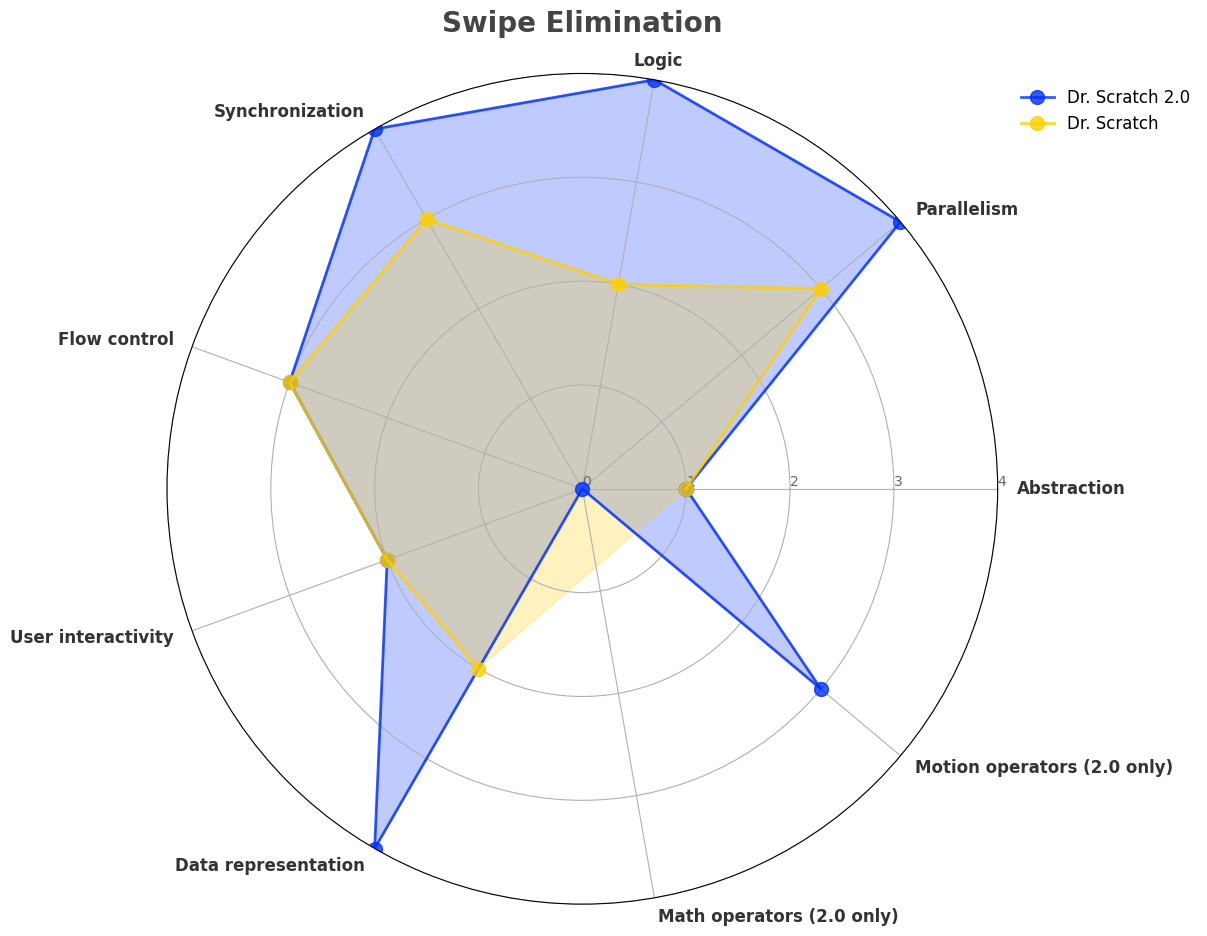 Swipe Elimination
Logic
Dr. Scratch 2.0
Dr. Scratch
Synchronization
Parallelism
Flow control
0
1
2
3
4
Abstraction
User interactivity
Motion operators (2.0 only)
Data representation
Math operators (2.0 only)